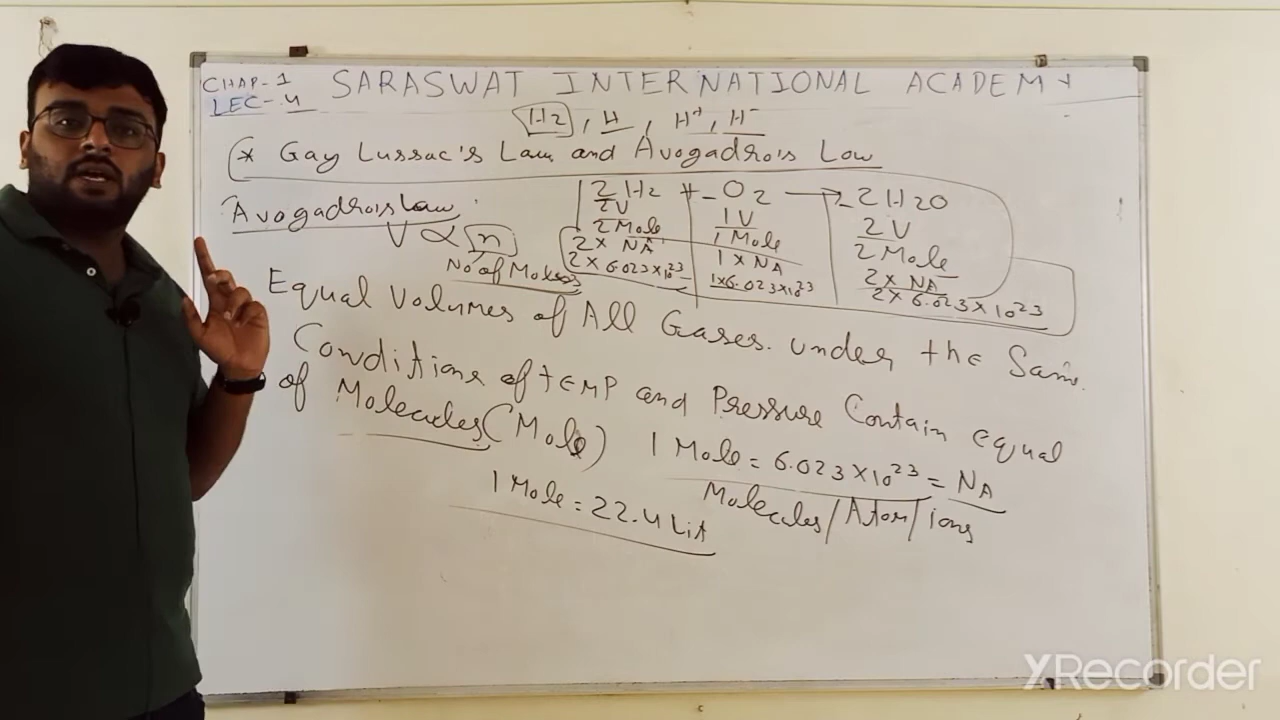 CHAP-1
LEC-4
SARASWAT INTERNATIONAL ACADEMY
H2, H, H+, H-
* Gay Lussac's Law and Avogadro's Low
Avogadro's Law
V ∝ n
No of Moles
2H2 + O2 → 2H2O
2V 1V 2V
2 Mole 1 Mole 2 Mole
2 × NA 1 × NA 2 × NA
2 × 6.023 × 10^23 1×6.023×10^23 2 × 6.023 × 10^23
Equal Volumes of All Gases. under the Same.
Conditions of tEMP and Pressure Contain equal
of Molecules (Mole)
1 Mole = 6.023 × 10^23 = NA
Molecules/Atom/ions
1 Mole = 22.4 Lit
XRecorder